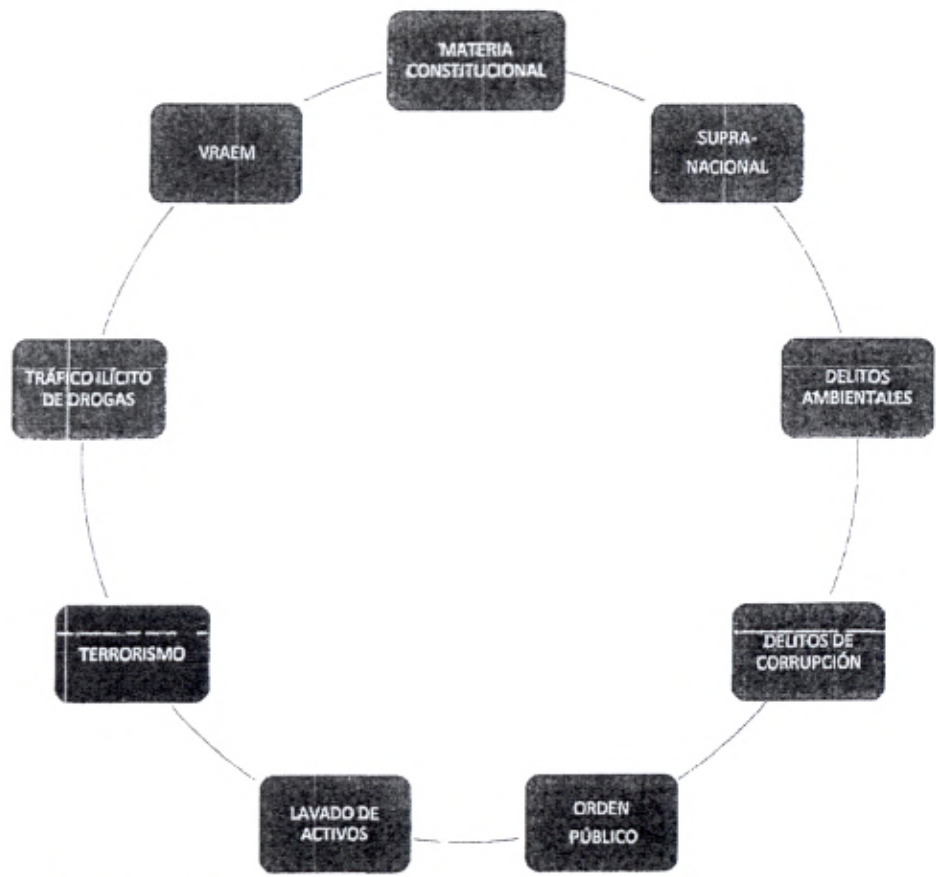 MATERIA
CONSTITUCIONAL
SUPRA-
NACIONAL
DELITOS
AMBIENTALES
DELITOS DE
CORRUPCIÓN
ORDEN
PÚBLICO
LAVADO DE
ACTIVOS
TERRORISMO
TRÁFICO ILÍCITO
DE DROGAS
VRAEM